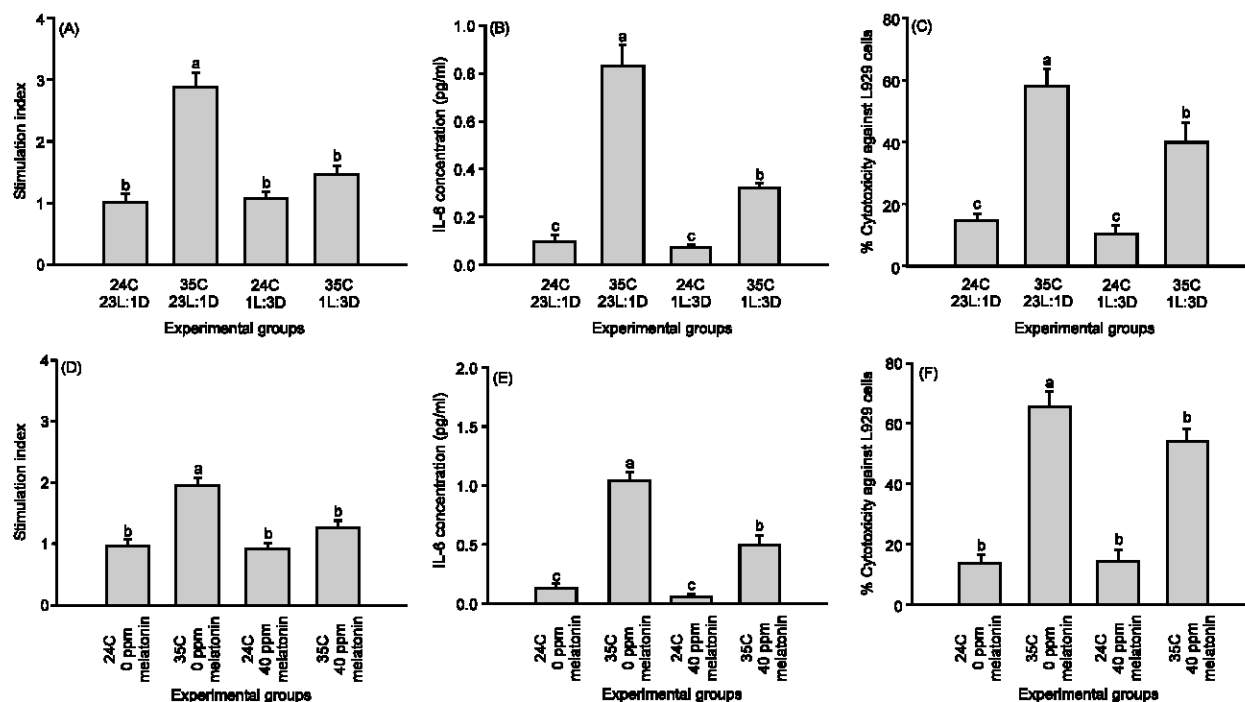 (A)
Stimulation index
4
3
2
1
0
b
a
b
b
24C
23L:1D
35C
23L:1D
24C
1L:3D
35C
1L:3D
Experimental groups
(B)
IL-6 concentration (pg/ml)
1.0
0.8
0.6
0.4
0.2
0.0
c
a
c
b
24C
23L:1D
35C
23L:1D
24C
1L:3D
35C
1L:3D
Experimental groups
(C)
% Cytotoxicity against L929 cells
80
60
40
20
0
c
a
c
b
24C
23L:1D
35C
23L:1D
24C
1L:3D
35C
1L:3D
Experimental groups
(D)
Stimulation index
4
3
2
1
0
b
a
b
b
24C
0 ppm
melatonin
35C
0 ppm
melatonin
24C
40 ppm
melatonin
35C
40 ppm
melatonin
Experimental groups
(E)
IL-6 concentration (pg/ml)
2.0
1.5
1.0
0.5
0.0
c
a
c
b
24C
0 ppm
melatonin
35C
0 ppm
melatonin
24C
40 ppm
melatonin
35C
40 ppm
melatonin
Experimental groups
(F)
% Cytotoxicity against L929 cells
80
60
40
20
0
b
a
b
b
24C
0 ppm
melatonin
35C
0 ppm
melatonin
24C
40 ppm
melatonin
35C
40 ppm
melatonin
Experimental groups